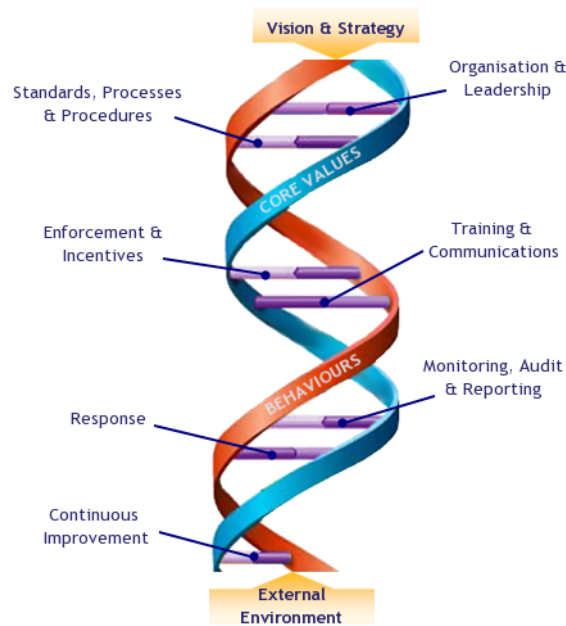 Vision & Strategy
Organisation &
Leadership
Standards, Processes
& Procedures
CORE VALUES
Enforcement &
Incentives
Training &
Communications
BEHAVIOURS
Monitoring, Audit
& Reporting
Response
Continuous
Improvement
External
Environment